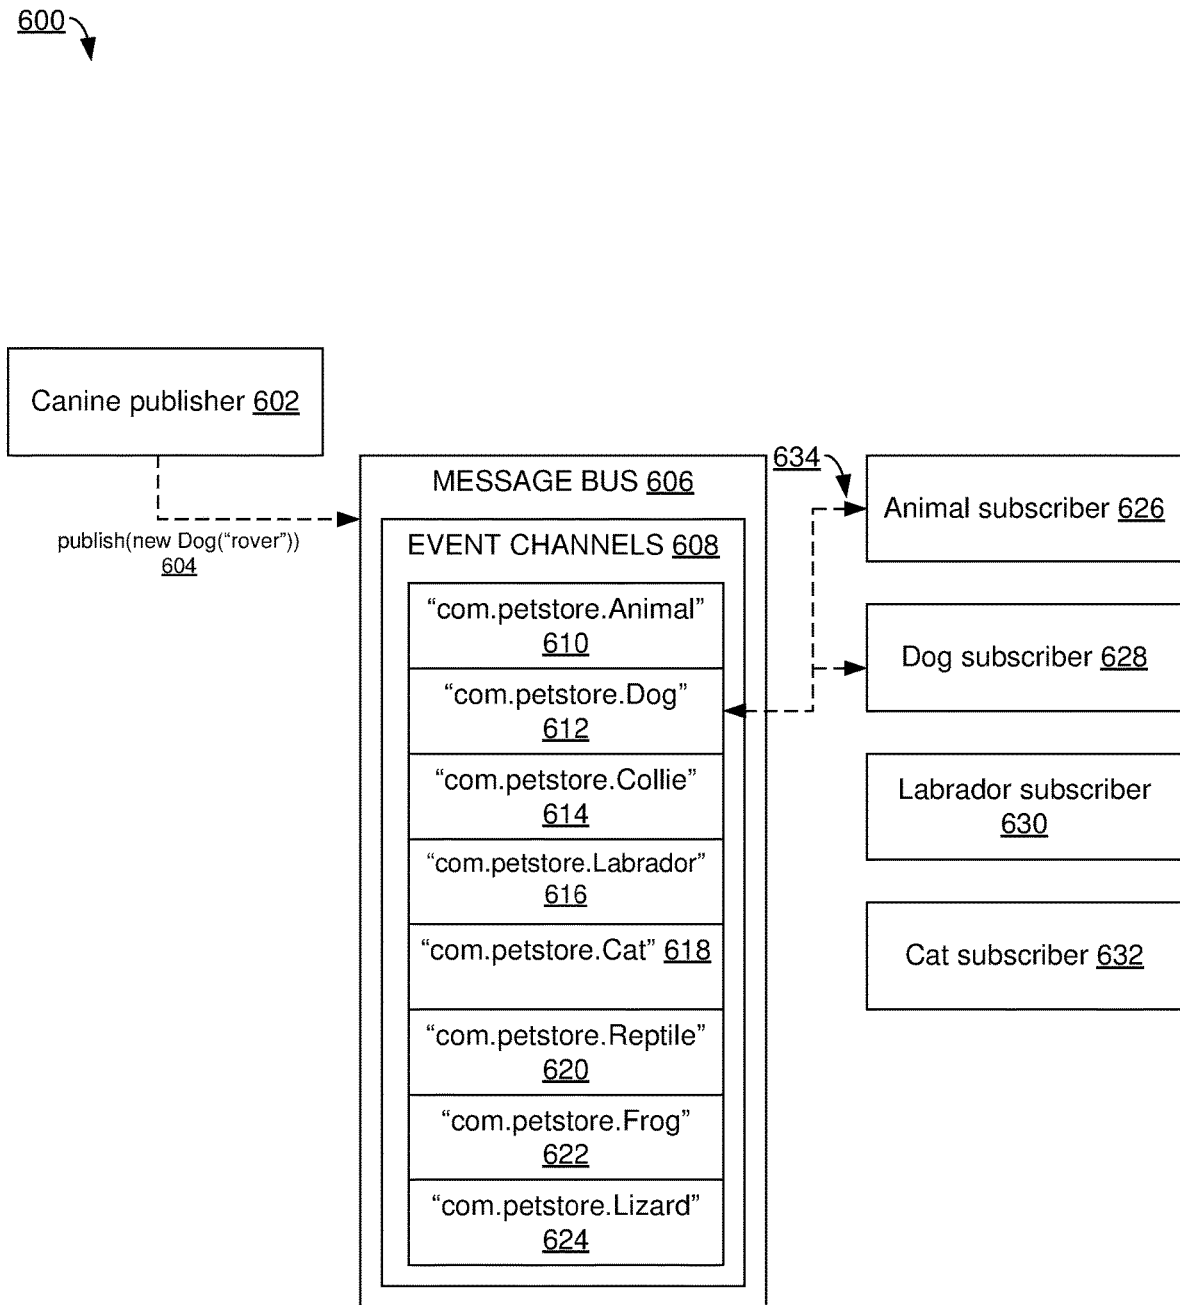 600
Canine publisher 602
publish(new Dog(“rover”))
604
MESSAGE BUS 606
EVENT CHANNELS 608
“com.petstore.Animal”
610
“com.petstore.Dog”
612
“com.petstore.Collie”
614
“com.petstore.Labrador”
616
“com.petstore.Cat” 618
“com.petstore.Reptile”
620
“com.petstore.Frog”
622
“com.petstore.Lizard”
624
634
Animal subscriber 626
Dog subscriber 628
Labrador subscriber
630
Cat subscriber 632